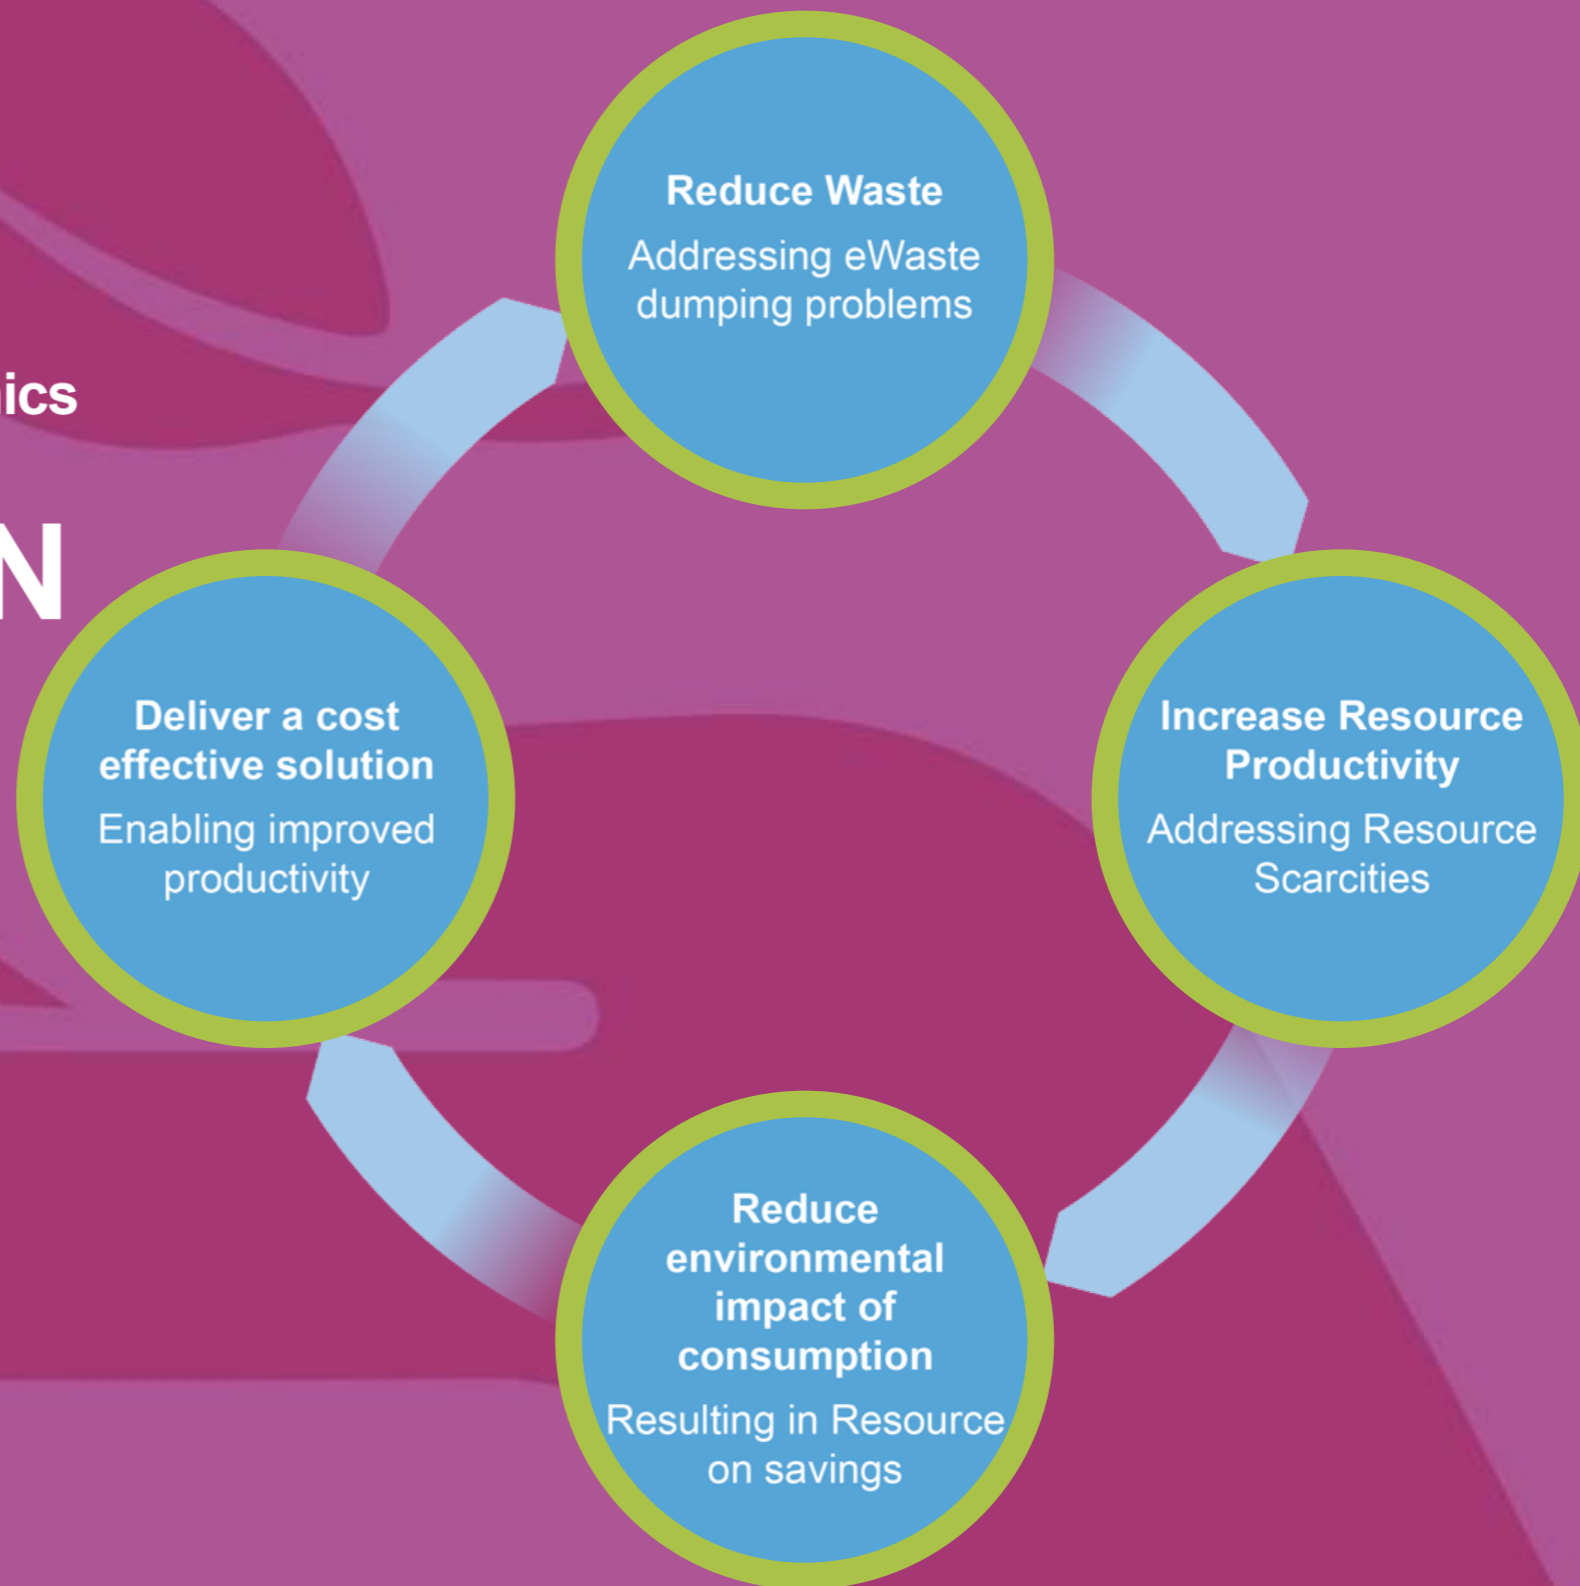 Reduce Waste
Addressing eWaste
dumping problems
N
Deliver a cost
effective solution
Enabling improved
productivity
Increase Resource
Productivity
Addressing Resource
Scarcities
Reduce
environmental
impact of
consumption
Resulting in Resource
on savings